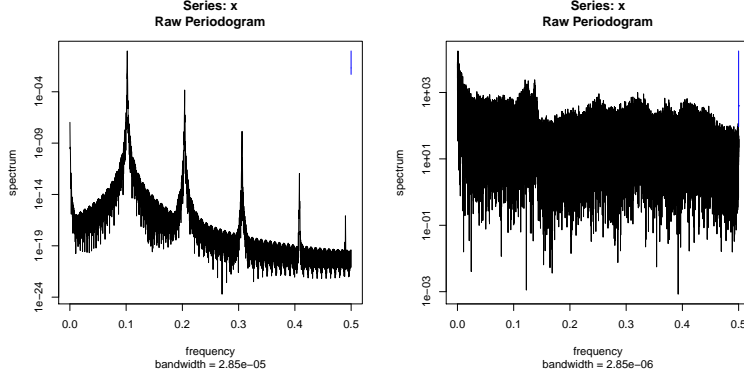 Series: x
Raw Periodogram
spectrum
1e−04
1e−09
1e−14
1e−19
1e−24
0.0 0.1 0.2 0.3 0.4 0.5
frequency
bandwidth = 2.85e−05
Series: x
Raw Periodogram
spectrum
1e+03
1e+01
1e−01
1e−03
0.0 0.1 0.2 0.3 0.4 0.5
frequency
bandwidth = 2.85e−06